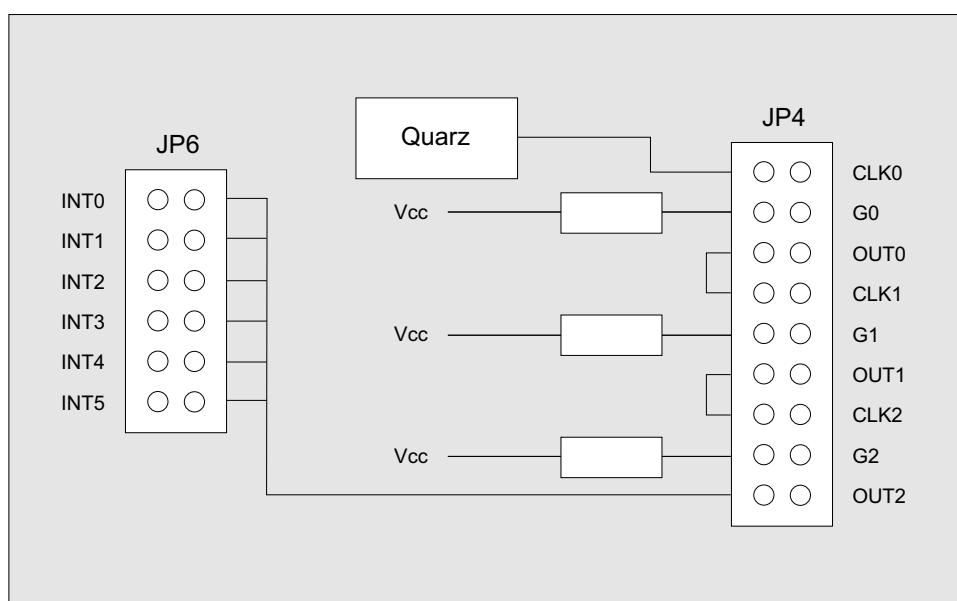 JP6
INT0
INT1
INT2
INT3
INT4
INT5
Quarz
Vcc
Vcc
Vcc
JP4
CLK0
G0
OUT0
CLK1
G1
OUT1
CLK2
G2
OUT2